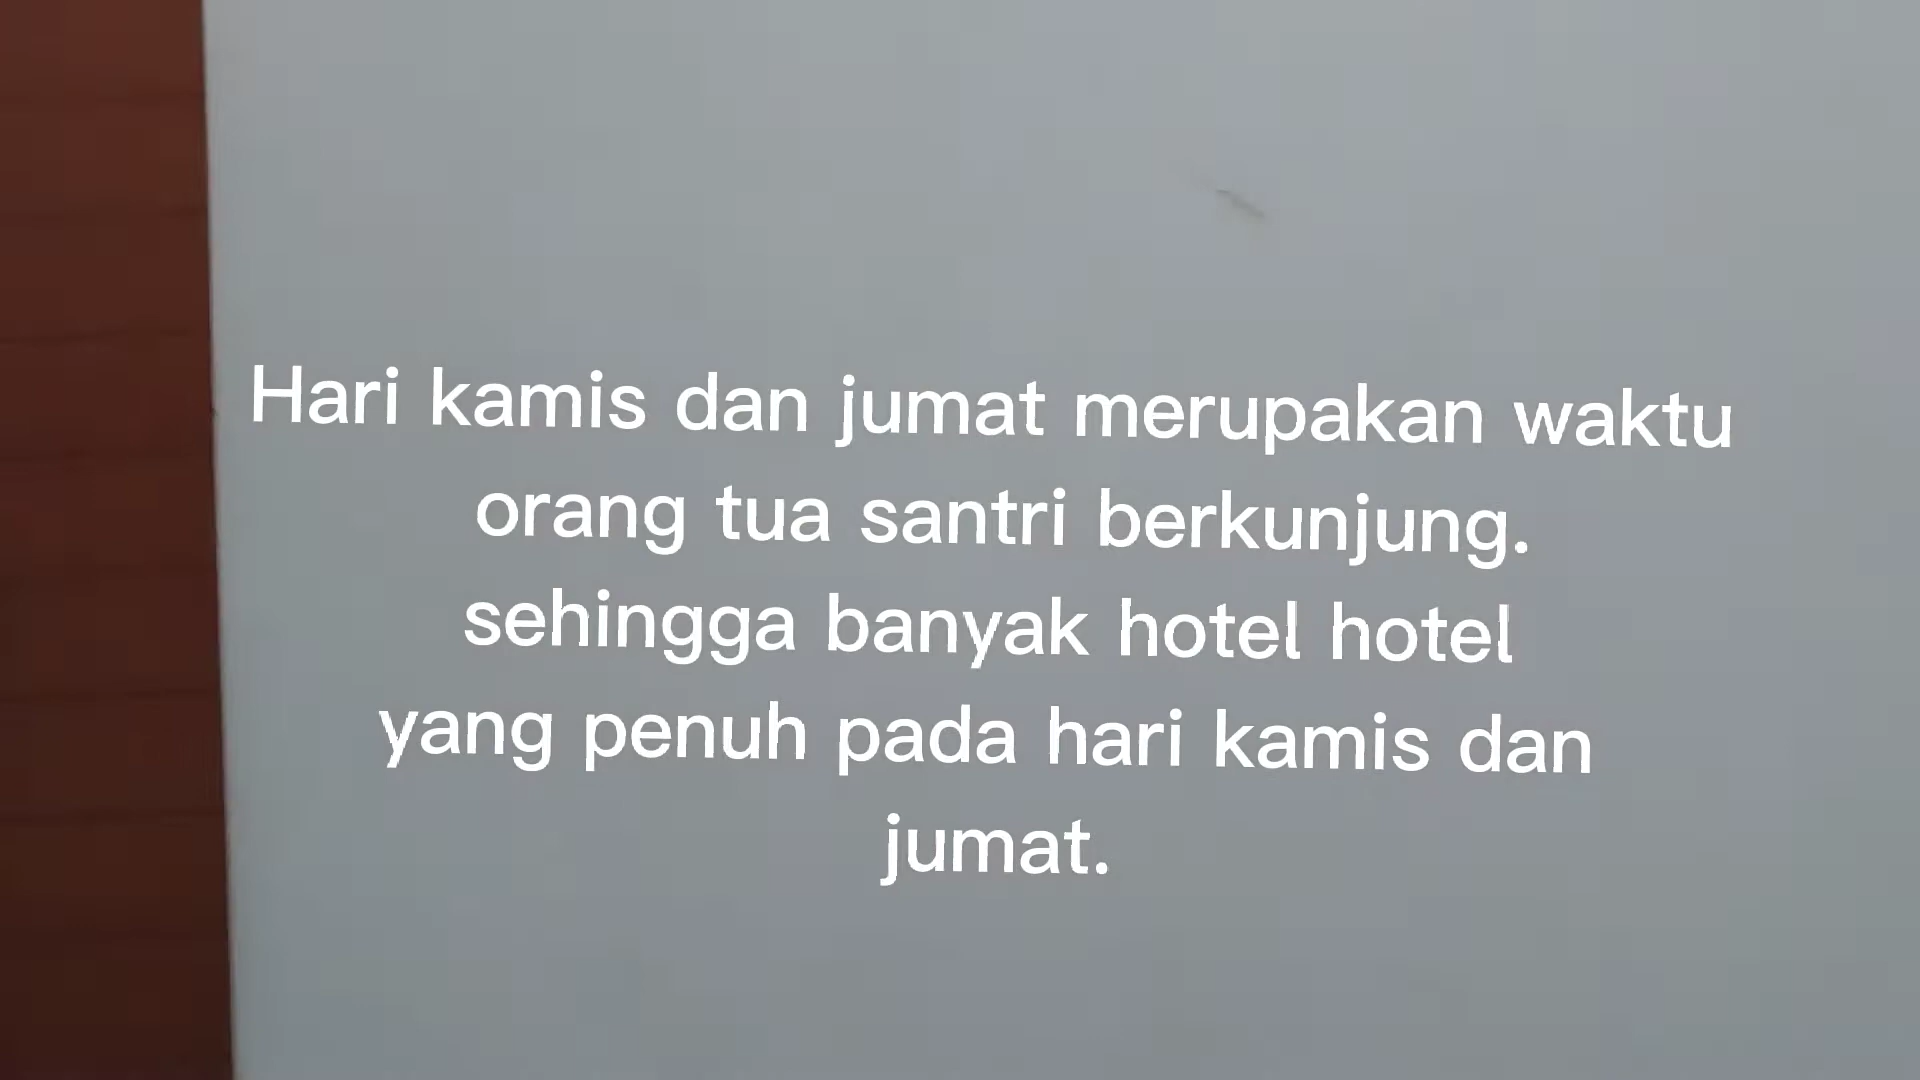 Hari kamis dan jumat merupakan waktu
orang tua santri berkunjung.
sehingga banyak hotel hotel
yang penuh pada hari kamis dan
jumat.